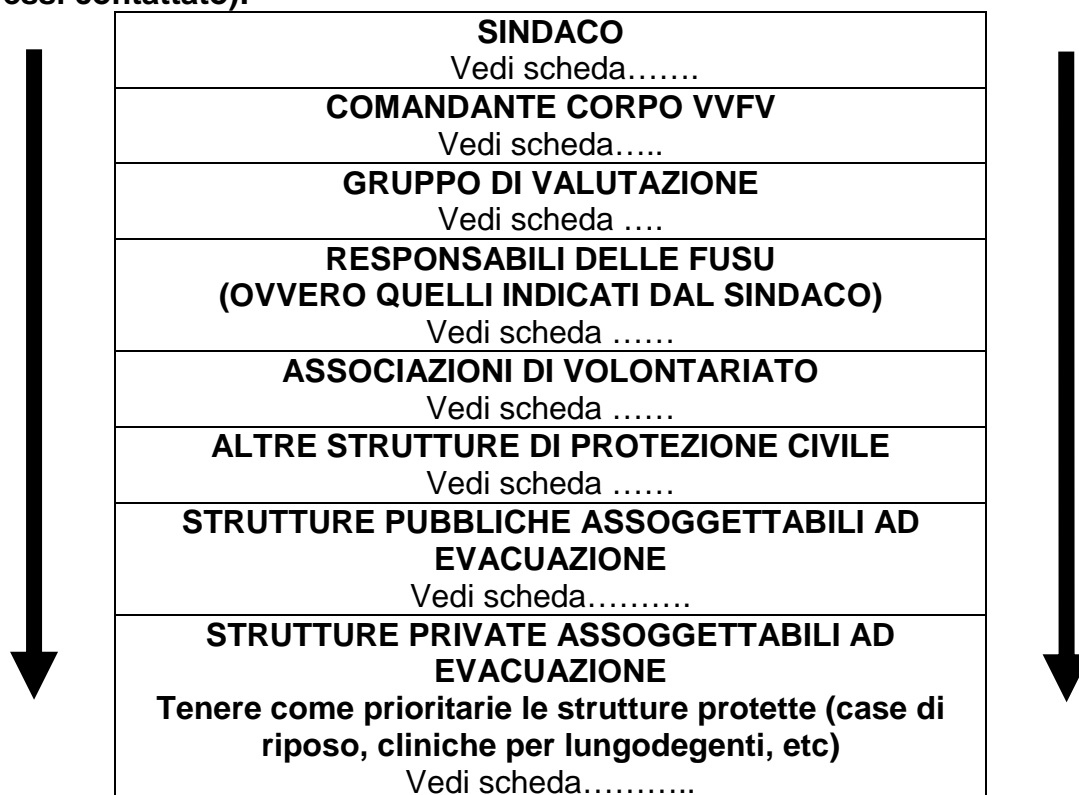 contattato).
SINDACO
Vedi scheda…….
COMANDANTE CORPO VVFV
Vedi scheda…..
GRUPPO DI VALUTAZIONE
Vedi scheda ….
RESPONSABILI DELLE FUSU
(OVVERO QUELLI INDICATI DAL SINDACO)
Vedi scheda ……
ASSOCIAZIONI DI VOLONTARIATO
Vedi scheda ……
ALTRE STRUTTURE DI PROTEZIONE CIVILE
Vedi scheda ……
STRUTTURE PUBBLICHE ASSOGGETTABILI AD
EVACUAZIONE
Vedi scheda……….
STRUTTURE PRIVATE ASSOGGETTABILI AD
EVACUAZIONE
Tenere come prioritarie le strutture protette (case di
riposo, cliniche per lungodegenti, etc)
Vedi scheda………..